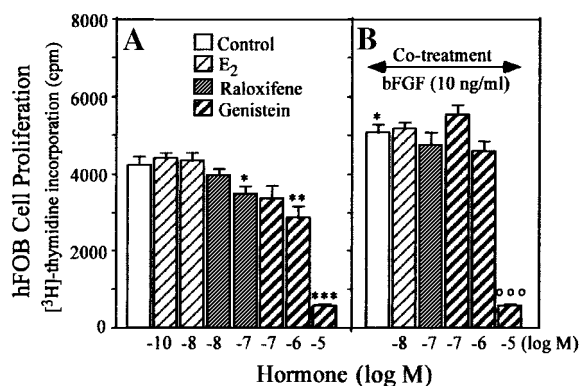 A
Control
E2
Raloxifene
Genistein
B
Co-treatment
bFGF (10 ng/ml)
hFOB Cell Proliferation
[3H]-thymidine incorporation (cpm)
8000
6000
4000
2000
0
* ** ***
* ooo
-10 -8 -8 -7 -7 -6 -5
-8 -7 -7 -6 -5 (log M)
Hormone (log M)